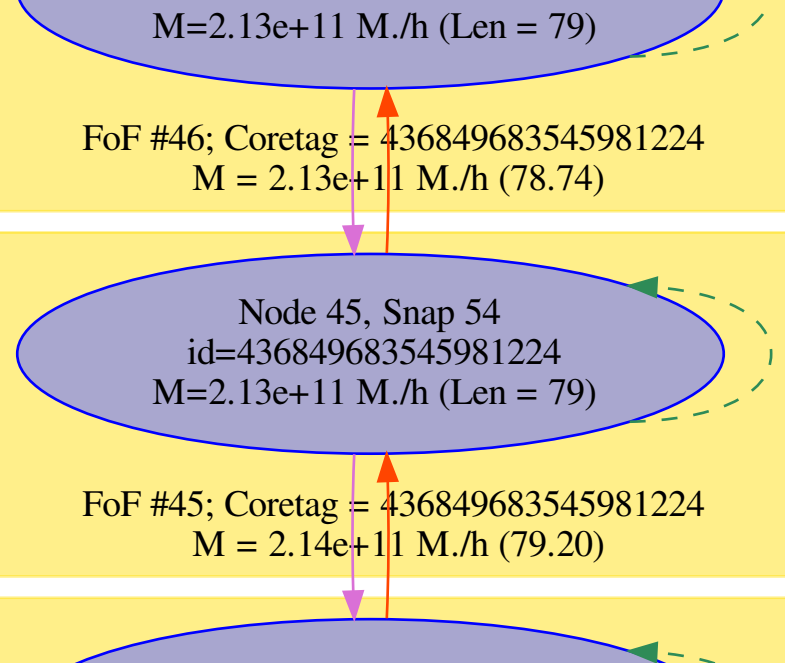 M=2.13e+11 M./h (Len = 79)
FoF #46; Coretag = 436849683545981224
M = 2.13e+11 M./h (78.74)
Node 45, Snap 54
id=436849683545981224
M=2.13e+11 M./h (Len = 79)
FoF #45; Coretag = 436849683545981224
M = 2.14e+11 M./h (79.20)